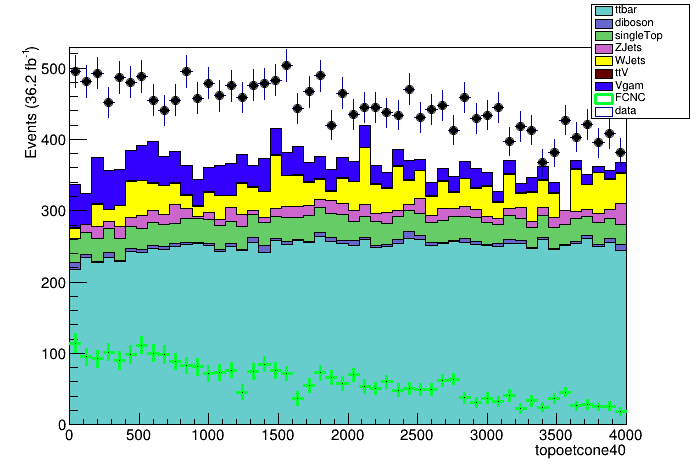 ttbar
diboson
singleTop
ZJets
WJets
ttV
Vgam
FCNC
data
Events (36.2 fb⁻¹)
500
400
300
200
100
0
0 500 1000 1500 2000 2500 3000 3500 4000
topoetcone40